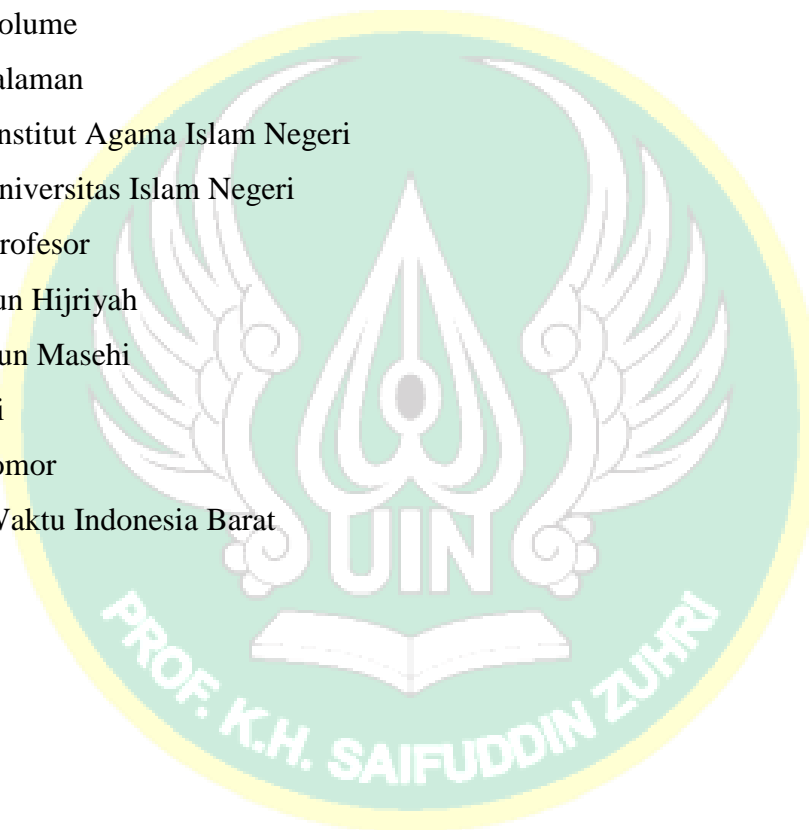 olume
alaman
nstitut Agama Islam Negeri
niversitas Islam Negeri
rofesor
un Hijriyah
un Masehi
i
omor
Waktu Indonesia Barat
UIN
PROF. K.H. SAIFUDDIN ZUHRI